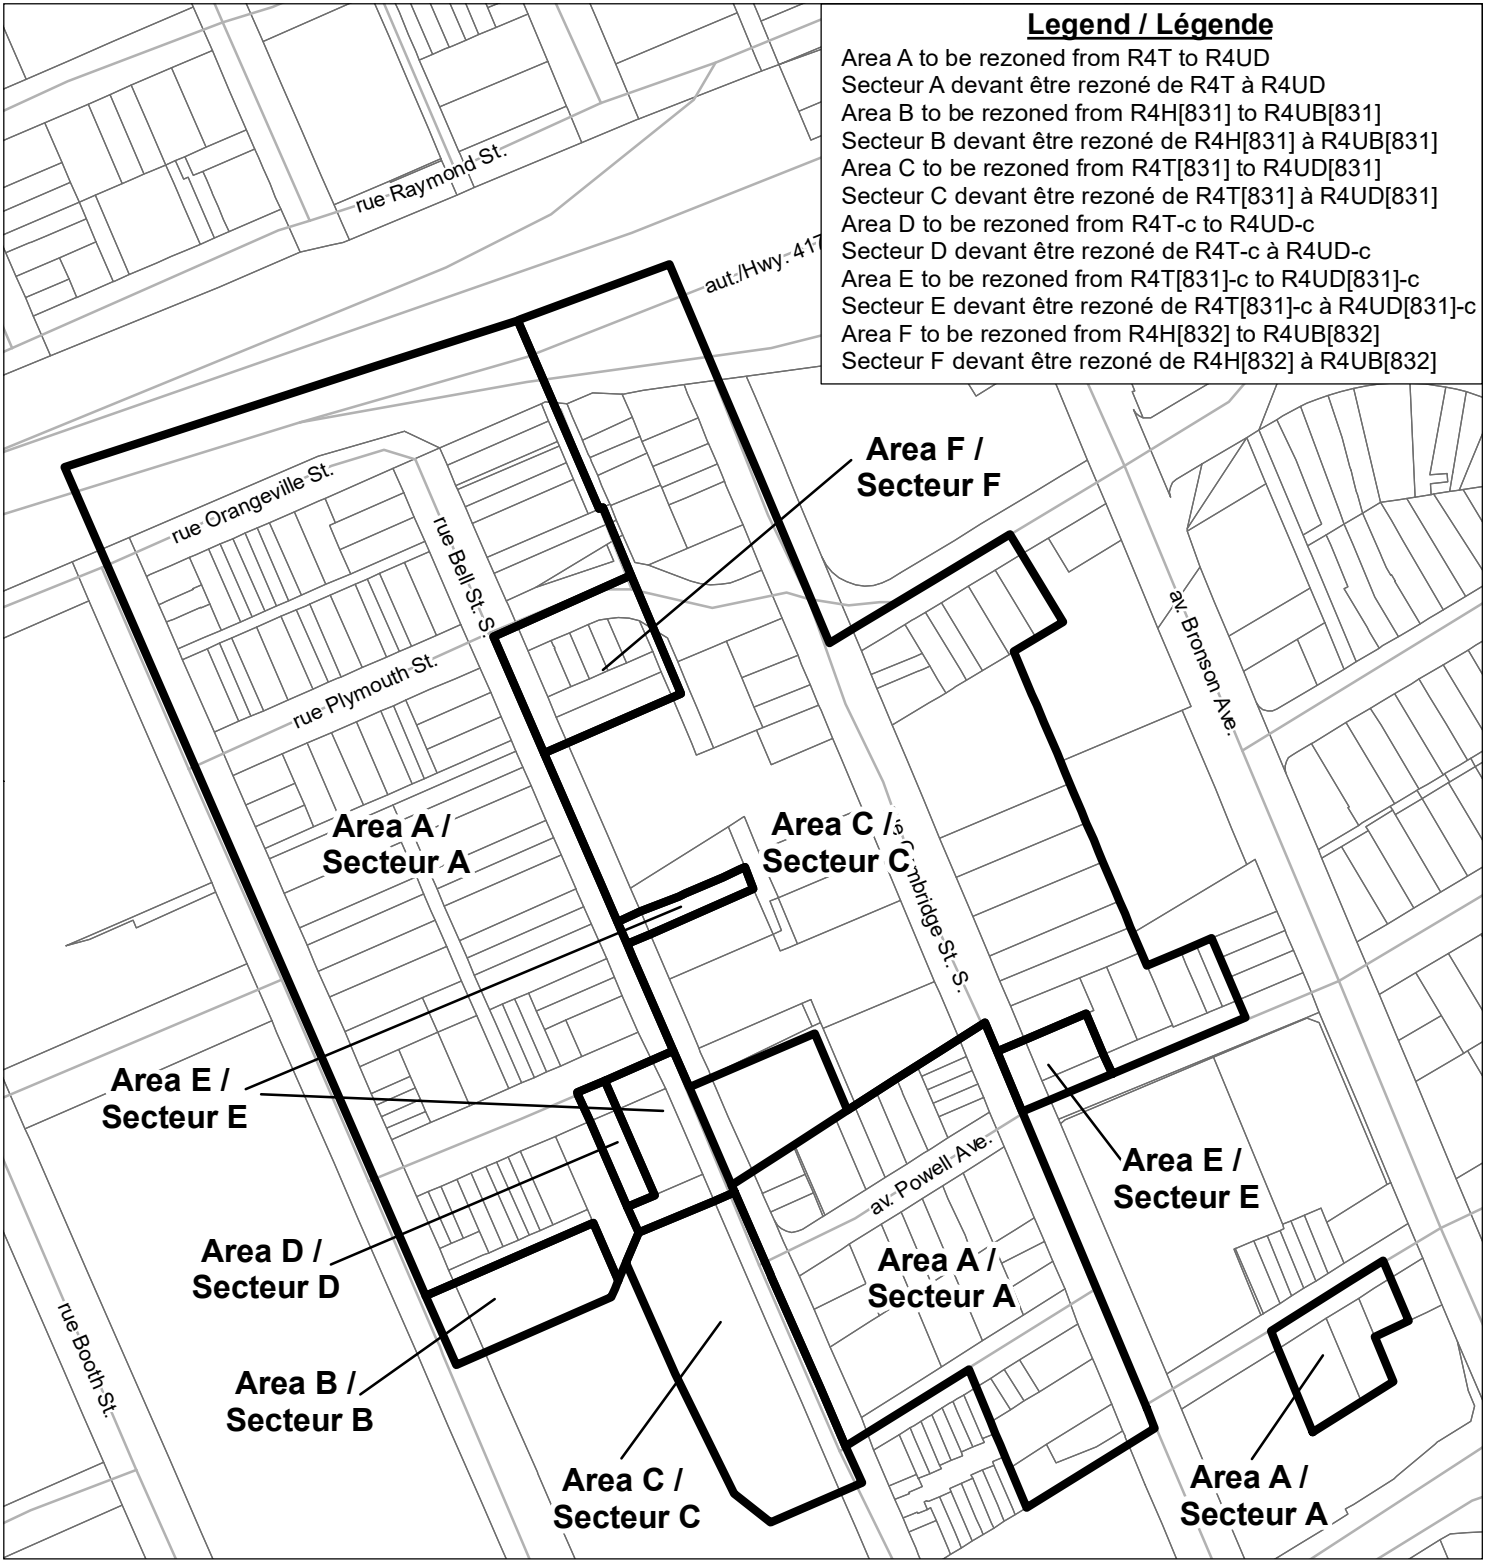 Legend / Légende
Area A to be rezoned from R4T to R4UD
Secteur A devant être rezoné de R4T à R4UD
Area B to be rezoned from R4H[831] to R4UB[831]
Secteur B devant être rezoné de R4H[831] à R4UB[831]
Area C to be rezoned from R4T[831] to R4UD[831]
Secteur C devant être rezoné de R4T[831] à R4UD[831]
Area D to be rezoned from R4T-c to R4UD-c
Secteur D devant être rezoné de R4T-c à R4UD-c
Area E to be rezoned from R4T[831]-c to R4UD[831]-c
Secteur E devant être rezoné de R4T[831]-c à R4UD[831]-c
Area F to be rezoned from R4H[832] to R4UB[832]
Secteur F devant être rezoné de R4H[832] à R4UB[832]
rue Raymond St.
aut./Hwy. 417
Area F /
Secteur F
rue Orangeville St.
rue Bell St. S.
av. Bronson Ave.
rue Plymouth St.
Area A /
Secteur A
Area C /
Secteur C
St. S.
Area E /
Secteur E
av. Powell Ave.
Area E /
Secteur E
Area D /
Secteur D
Area A /
Secteur A
rue Booth St.
Area B /
Secteur B
Area C /
Secteur C
Area A /
Secteur A